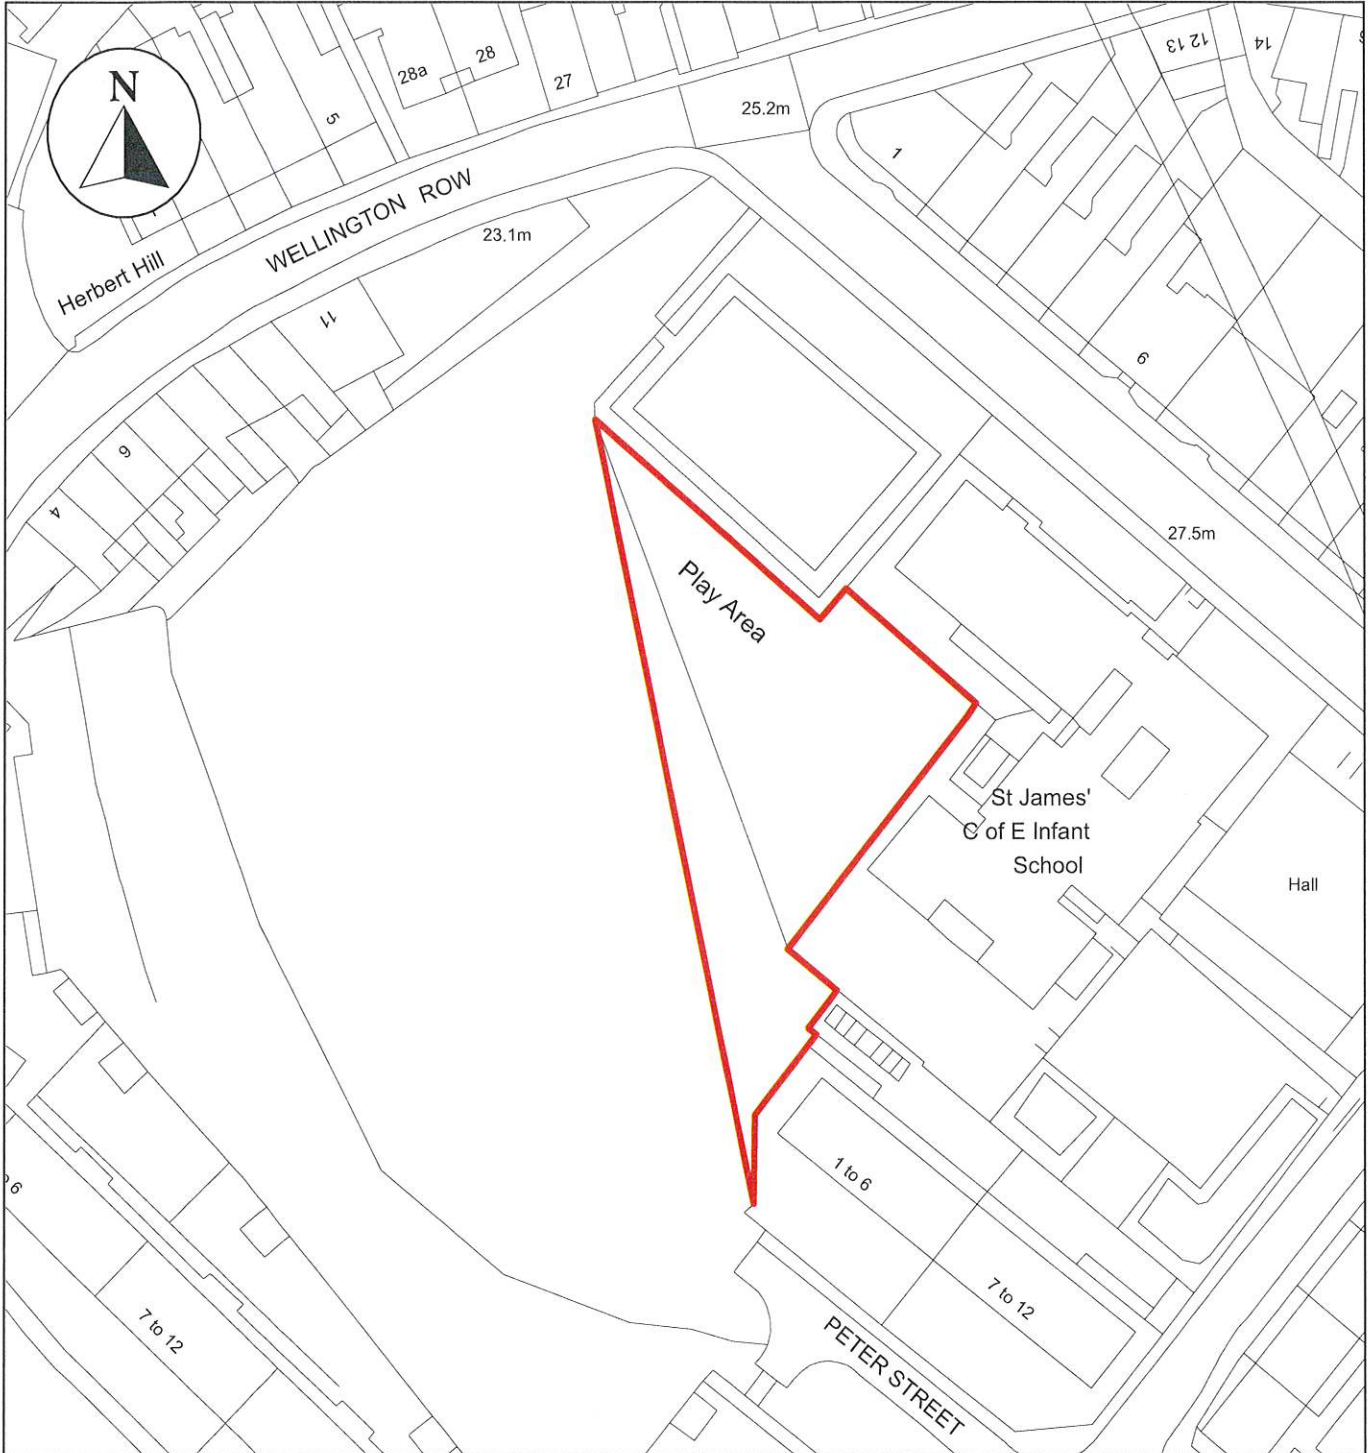 N
28a
28
27
5
25.2m
12 13
14
1
WELLINGTON ROW
23.1m
Herbert Hill
11
9
6
4
27.5m
Play Area
St James'
C of E Infant
School
Hall
1 to 6
7 to 12
7 to 12
PETER STREET